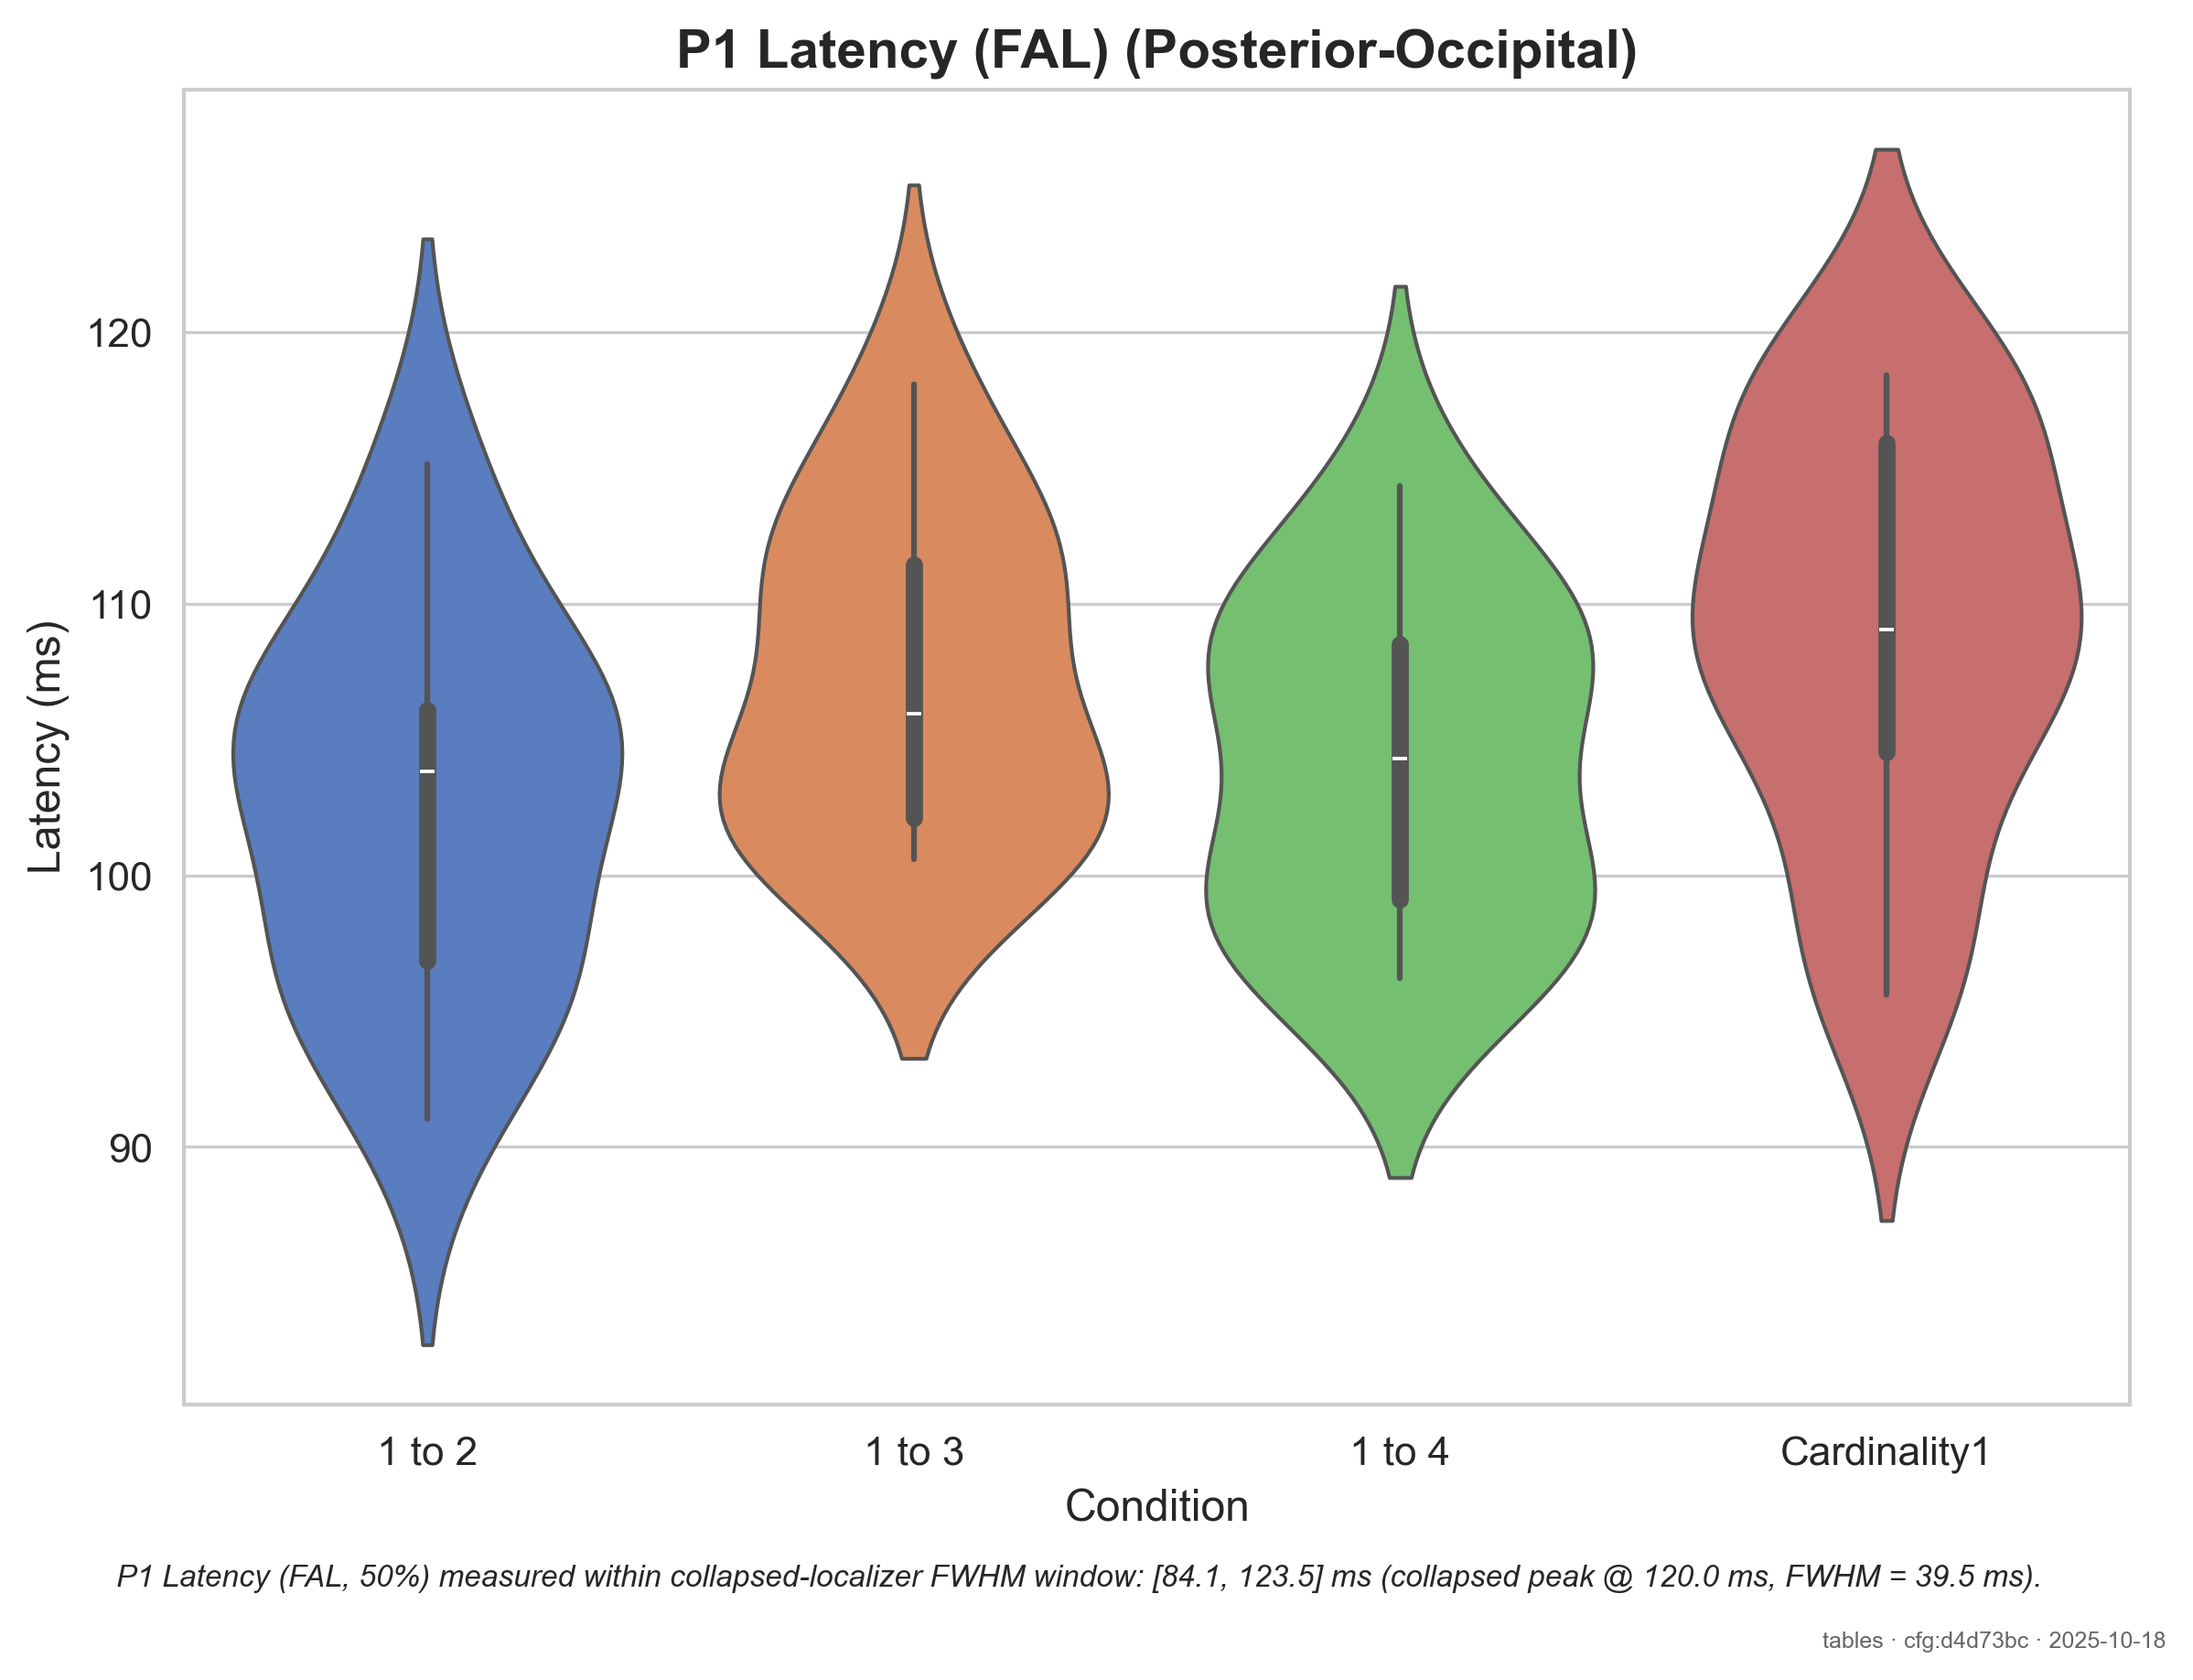 P1 Latency (FAL) (Posterior-Occipital)
Latency (ms)
120
110
100
90
1 to 2
1 to 3
1 to 4
Cardinality1
Condition
P1 Latency (FAL, 50%) measured within collapsed-localizer FWHM window: [84.1, 123.5] ms (collapsed peak @ 120.0 ms, FWHM = 39.5 ms).
tables · cfg:d4d73bc · 2025-10-18